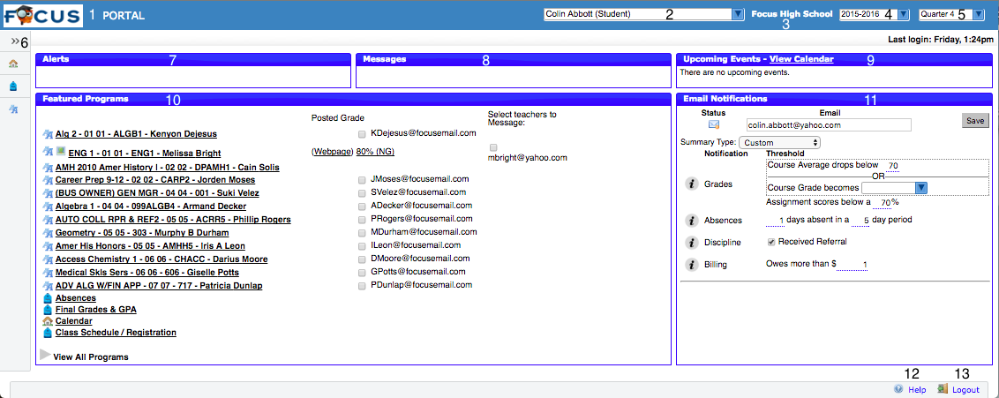 FOCUS 1 PORTAL Colin Abbott (Student) 2 Focus High School 3 2015-2016 4 Quarter 4 5
6 Last login: Friday, 1:24pm
Alerts 7
Messages 8
Upcoming Events - View Calendar 9
There are no upcoming events.
Featured Programs 10
Posted Grade
Select teachers to
Message:
Alg 2 - 01 01 - ALGB1 - Kenyon Dejesus KDejesus@focusemail.com
ENG 1 - 01 01 - ENG1 - Melissa Bright (Webpage) 80% (NG)
mbright@yahoo.com
AMH 2010 Amer History I - 02 02 - DPAMH1 - Cain Solis
Career Prep 9-12 - 02 02 - CARP2 - Jorden Moses JMoses@focusemail.com
(BUS OWNER) GEN MGR - 04 04 - 001 - Suki Velez SVelez@focusemail.com
Algebra 1 - 04 04 - 099ALGB4 - Armand Decker ADecker@focusemail.com
AUTO COLL RPR & REF2 - 05 05 - ACRR5 - Phillip Rogers PRogers@focusemail.com
Geometry - 05 05 - 303 - Murphy B Durham MDurham@focusemail.com
Amer His Honors - 05 05 - AMHH5 - Iris A Leon ILeon@focusemail.com
Access Chemistry 1 - 06 06 - CHACC - Darius Moore DMoore@focusemail.com
Medical Skls Sers - 06 06 - 606 - Giselle Potts GPotts@focusemail.com
ADV ALG W/FIN APP - 07 07 - 717 - Patricia Dunlap PDunlap@focusemail.com
Absences
Final Grades & GPA
Calendar
Class Schedule / Registration
View All Programs
Email Notifications 11
Status Email
colin.abbott@yahoo.com Save
Summary Type: Custom
Notification Threshold
Course Average drops below 70
OR
Grades Course Grade becomes
Assignment scores below a 70%
Absences 1 days absent in a 5 day period
Discipline Received Referral
Billing Owes more than $ 1
12 13
Help Logout